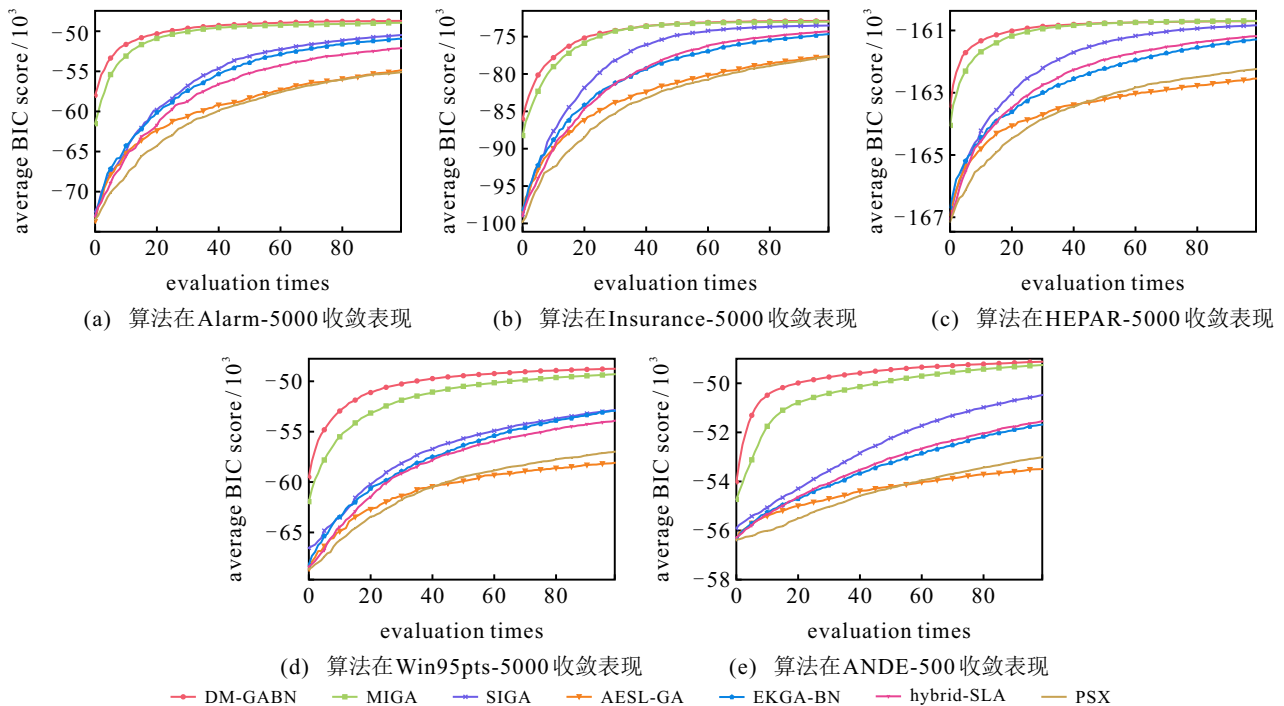 average BIC score / 10³
−50
−55
−60
−65
−70
0 20 40 60 80
evaluation times
(a) 算法在Alarm-5000收敛表现
average BIC score / 10³
−75
−80
−85
−90
−95
−100
0 20 40 60 80
evaluation times
(b) 算法在Insurance-5000收敛表现
average BIC score / 10³
−161
−163
−165
−167
0 20 40 60 80
evaluation times
(c) 算法在HEPAR-5000收敛表现
average BIC score / 10³
−50
−55
−60
−65
0 20 40 60 80
evaluation times
(d) 算法在Win95pts-5000收敛表现
average BIC score / 10³
−50
−52
−54
−56
−58
0 20 40 60 80
evaluation times
(e) 算法在ANDE-500收敛表现
DM-GABN MIGA SIGA AESL-GA EKGA-BN hybrid-SLA PSX